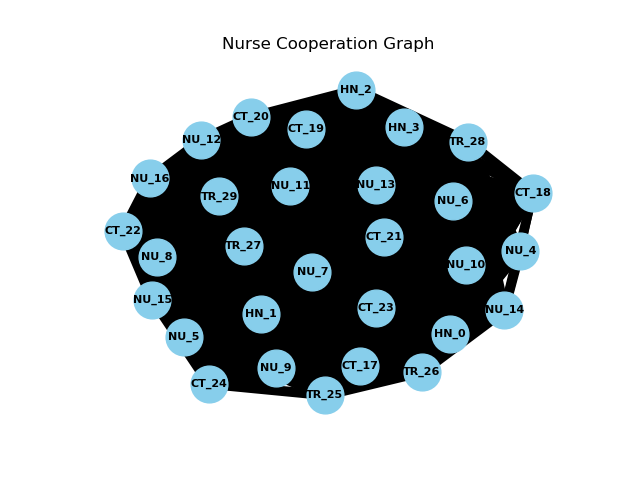 Nurse Cooperation Graph
HN_2
CT_20
CT_19
HN_3
NU_12
TR_28
NU_16
NU_11
NU_13
TR_29
NU_6
CT_18
CT_22
CT_21
TR_27
NU_4
NU_8
NU_10
NU_7
NU_15
CT_23
NU_14
HN_1
HN_0
NU_5
CT_17
NU_9
TR_26
CT_24
TR_25